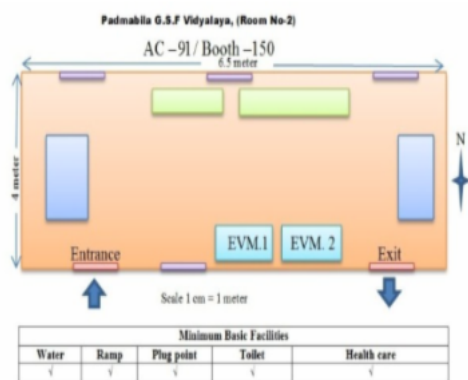 Padmabila G.S.F Vidyalaya, (Room No-2)
AC –91/ Booth –150
6.5 meter
4 meter
N
EVM.1 EVM. 2
Entrance Exit
Scale 1 cm = 1 meter
Minimum Basic Facilities
Water Ramp Plug point Toilet Health care
√ √ √ √ √